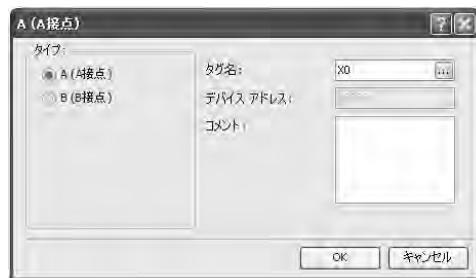 A (A接点)
タイプ:
A (A接点)
B (B接点)
タグ名:
X0
...
デバイス アドレス:
コメント:
OK
キャンセル